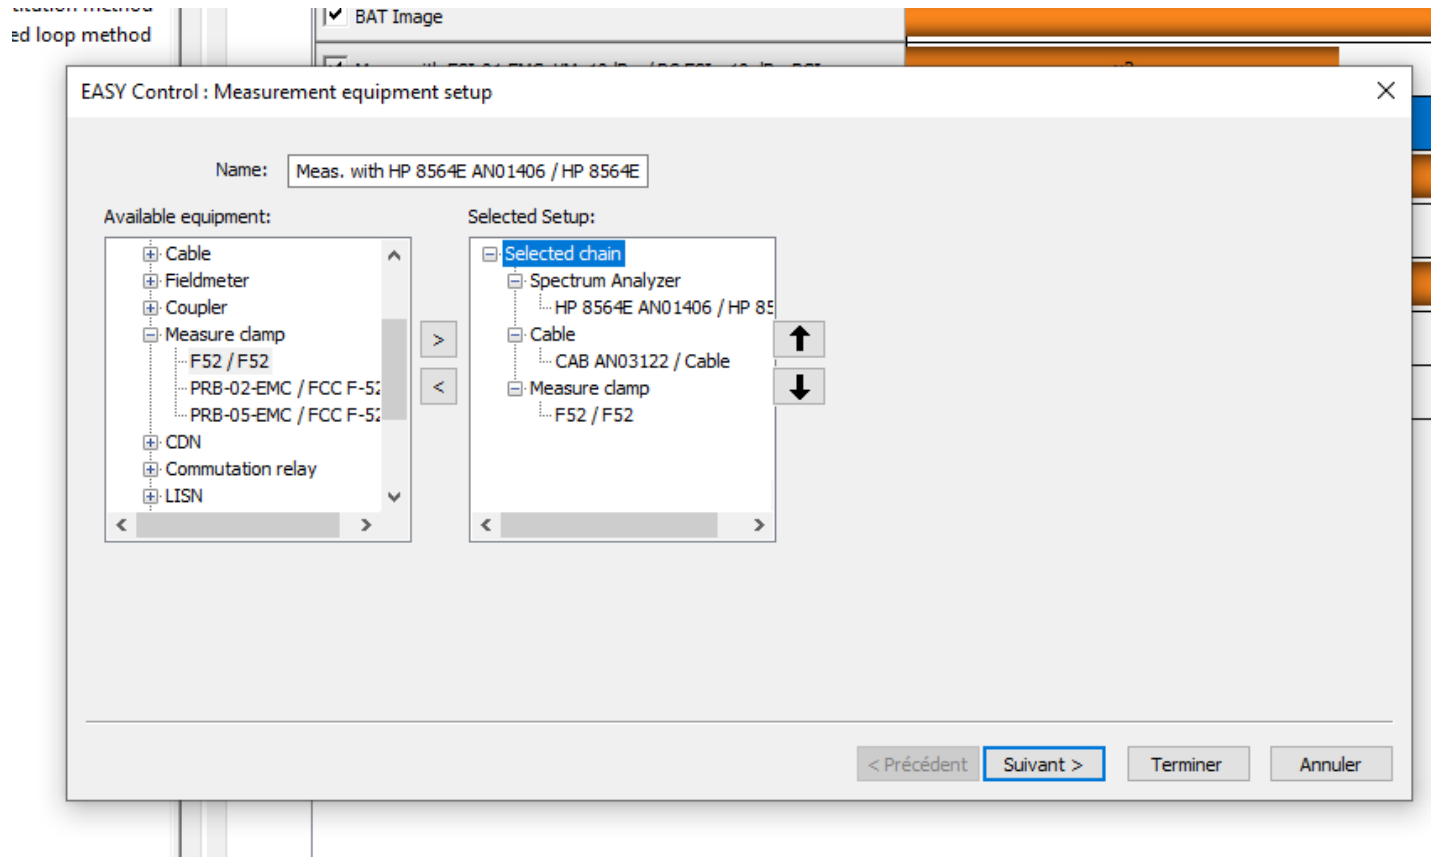 BAT Image
ed loop method
EASY Control : Measurement equipment setup
Name:
Meas. with HP 8564E AN01406 / HP 8564E
Available equipment:
Selected Setup:
Cable
Fieldmeter
Coupler
Measure clamp
F52 / F52
PRB-02-EMC / FCC F-52
PRB-05-EMC / FCC F-52
CDN
Commutation relay
LISN
>
<
Selected chain
Spectrum Analyzer
HP 8564E AN01406 / HP 85
Cable
CAB AN03122 / Cable
Measure clamp
F52 / F52
< Précédent
Suivant >
Terminer
Annuler